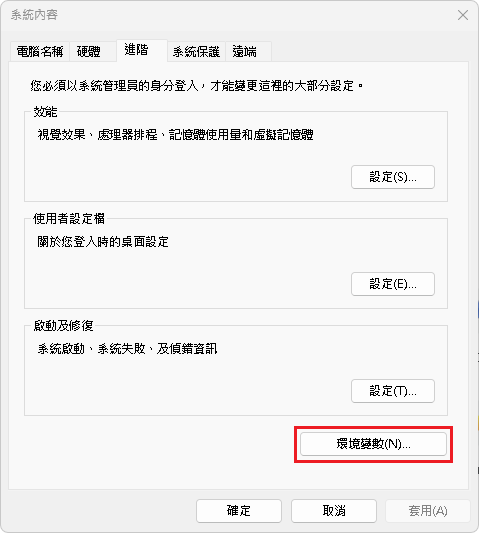 系統內容
電腦名稱 硬體 進階 系統保護 遠端
您必須以系統管理員的身分登入，才能變更這裡的大部分設定。
效能
視覺效果、處理器排程、記憶體使用量和虛擬記憶體
設定(S)...
使用者設定檔
關於您登入時的桌面設定
設定(E)...
啟動及修復
系統啟動、系統失敗、及偵錯資訊
設定(T)...
環境變數(N)...
確定 取消 套用(A)